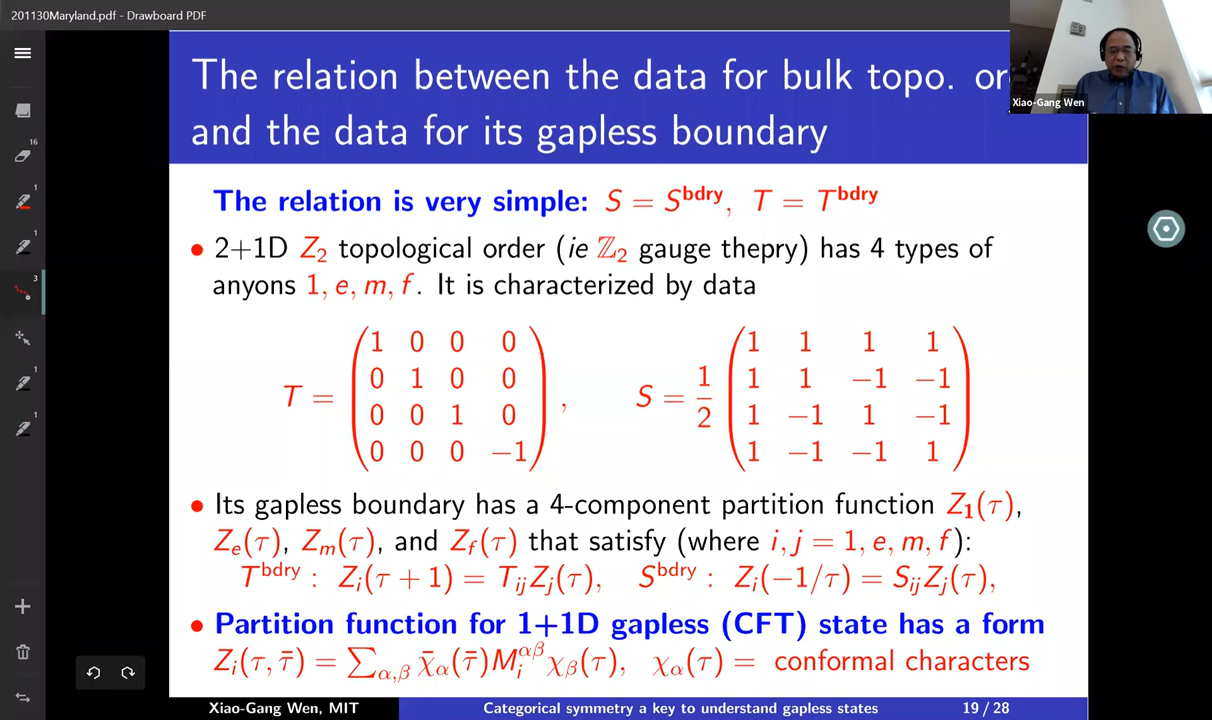 201130Maryland.pdf - Drawboard PDF
The relation between the data for bulk topo. or
and the data for its gapless boundary
Xiao-Gang Wen
The relation is very simple: S = S^bdry, T = T^bdry
• 2+1D Z₂ topological order (ie ℤ₂ gauge thepry) has 4 types of
anyons 1, e, m, f. It is characterized by data
T = (1 0 0 0; 0 1 0 0; 0 0 1 0; 0 0 0 −1), S = 1/2 (1 1 1 1; 1 1 −1 −1; 1 −1 1 −1; 1 −1 −1 1)
• Its gapless boundary has a 4-component partition function Z₁(τ),
Z_e(τ), Z_m(τ), and Z_f(τ) that satisfy (where i, j = 1, e, m, f):
T^bdry : Z_i(τ + 1) = T_ij Z_j(τ), S^bdry : Z_i(−1/τ) = S_ij Z_j(τ),
• Partition function for 1+1D gapless (CFT) state has a form
Z_i(τ, τ̄) = ∑_α,β χ̄_α(τ̄) M_i^αβ χ_β(τ), χ_α(τ) = conformal characters
Xiao-Gang Wen, MIT
Categorical symmetry a key to understand gapless states
19 / 28
16
1
1
3
1
1